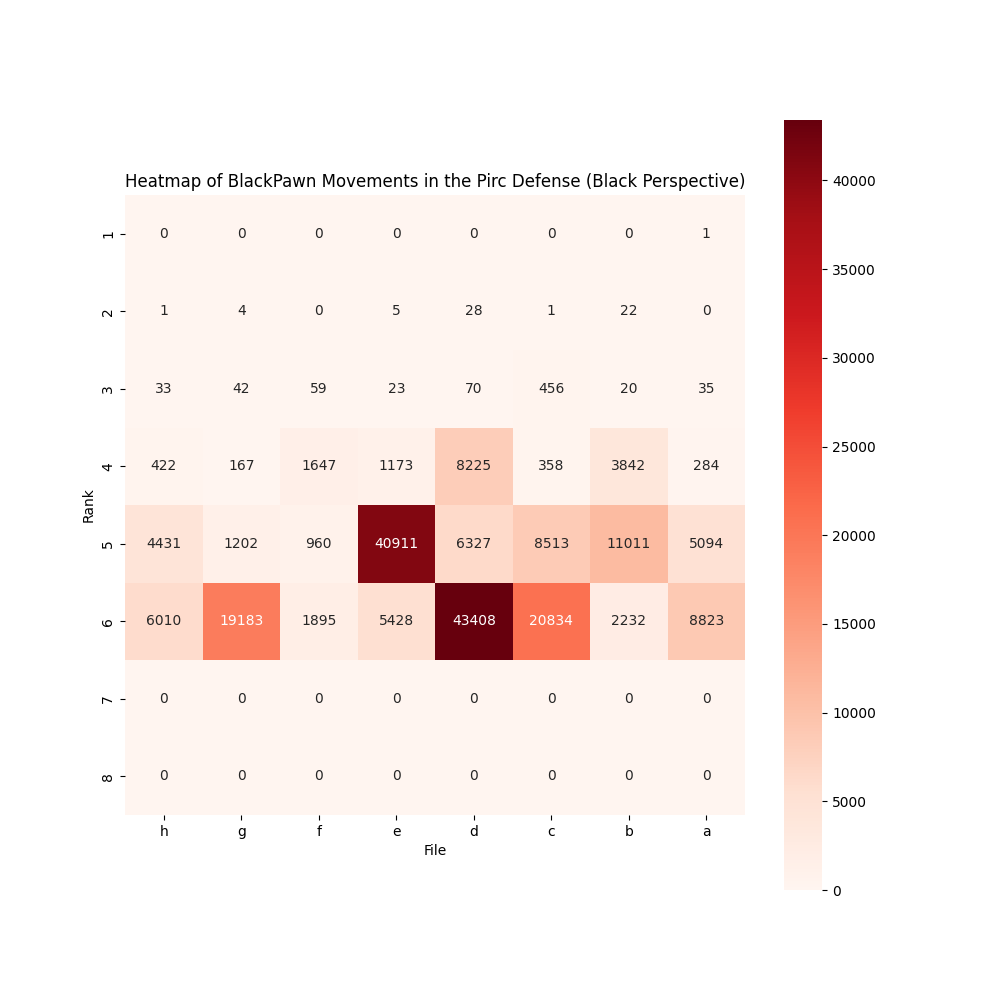 Heatmap of BlackPawn Movements in the Pirc Defense (Black Perspective)
1 0 0 0 0 0 0 0 1
2 1 4 0 5 28 1 22 0
3 33 42 59 23 70 456 20 35
4 422 167 1647 1173 8225 358 3842 284
Rank
5 4431 1202 960 40911 6327 8513 11011 5094
6 6010 19183 1895 5428 43408 20834 2232 8823
7 0 0 0 0 0 0 0 0
8 0 0 0 0 0 0 0 0
h g f e d c b a
File
40000
35000
30000
25000
20000
15000
10000
5000
0